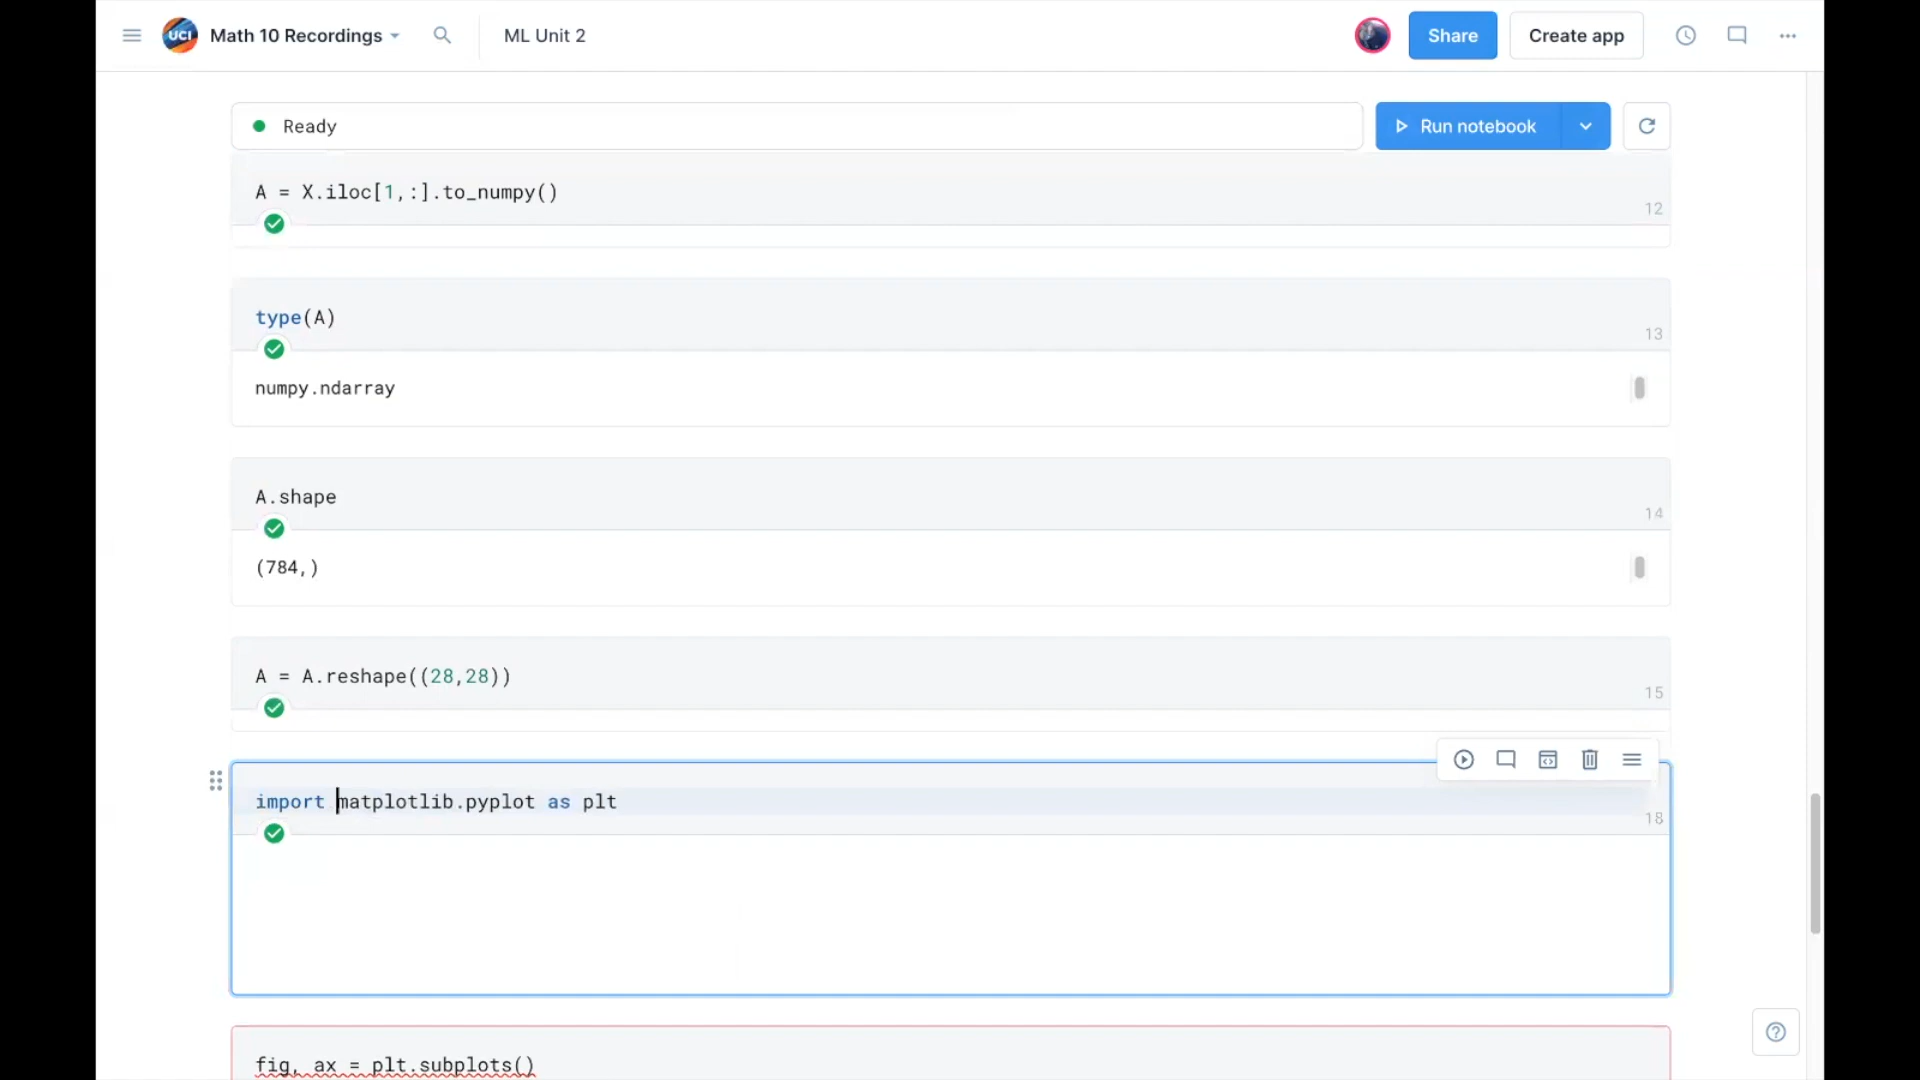 UCI
Math 10 Recordings
ML Unit 2
Share
Create app
Ready
Run notebook
A = X.iloc[1,:].to_numpy()
12
type(A)
13
numpy.ndarray
A.shape
14
(784,)
A = A.reshape((28,28))
15
import matplotlib.pyplot as plt
18
fig, ax = plt.subplots()